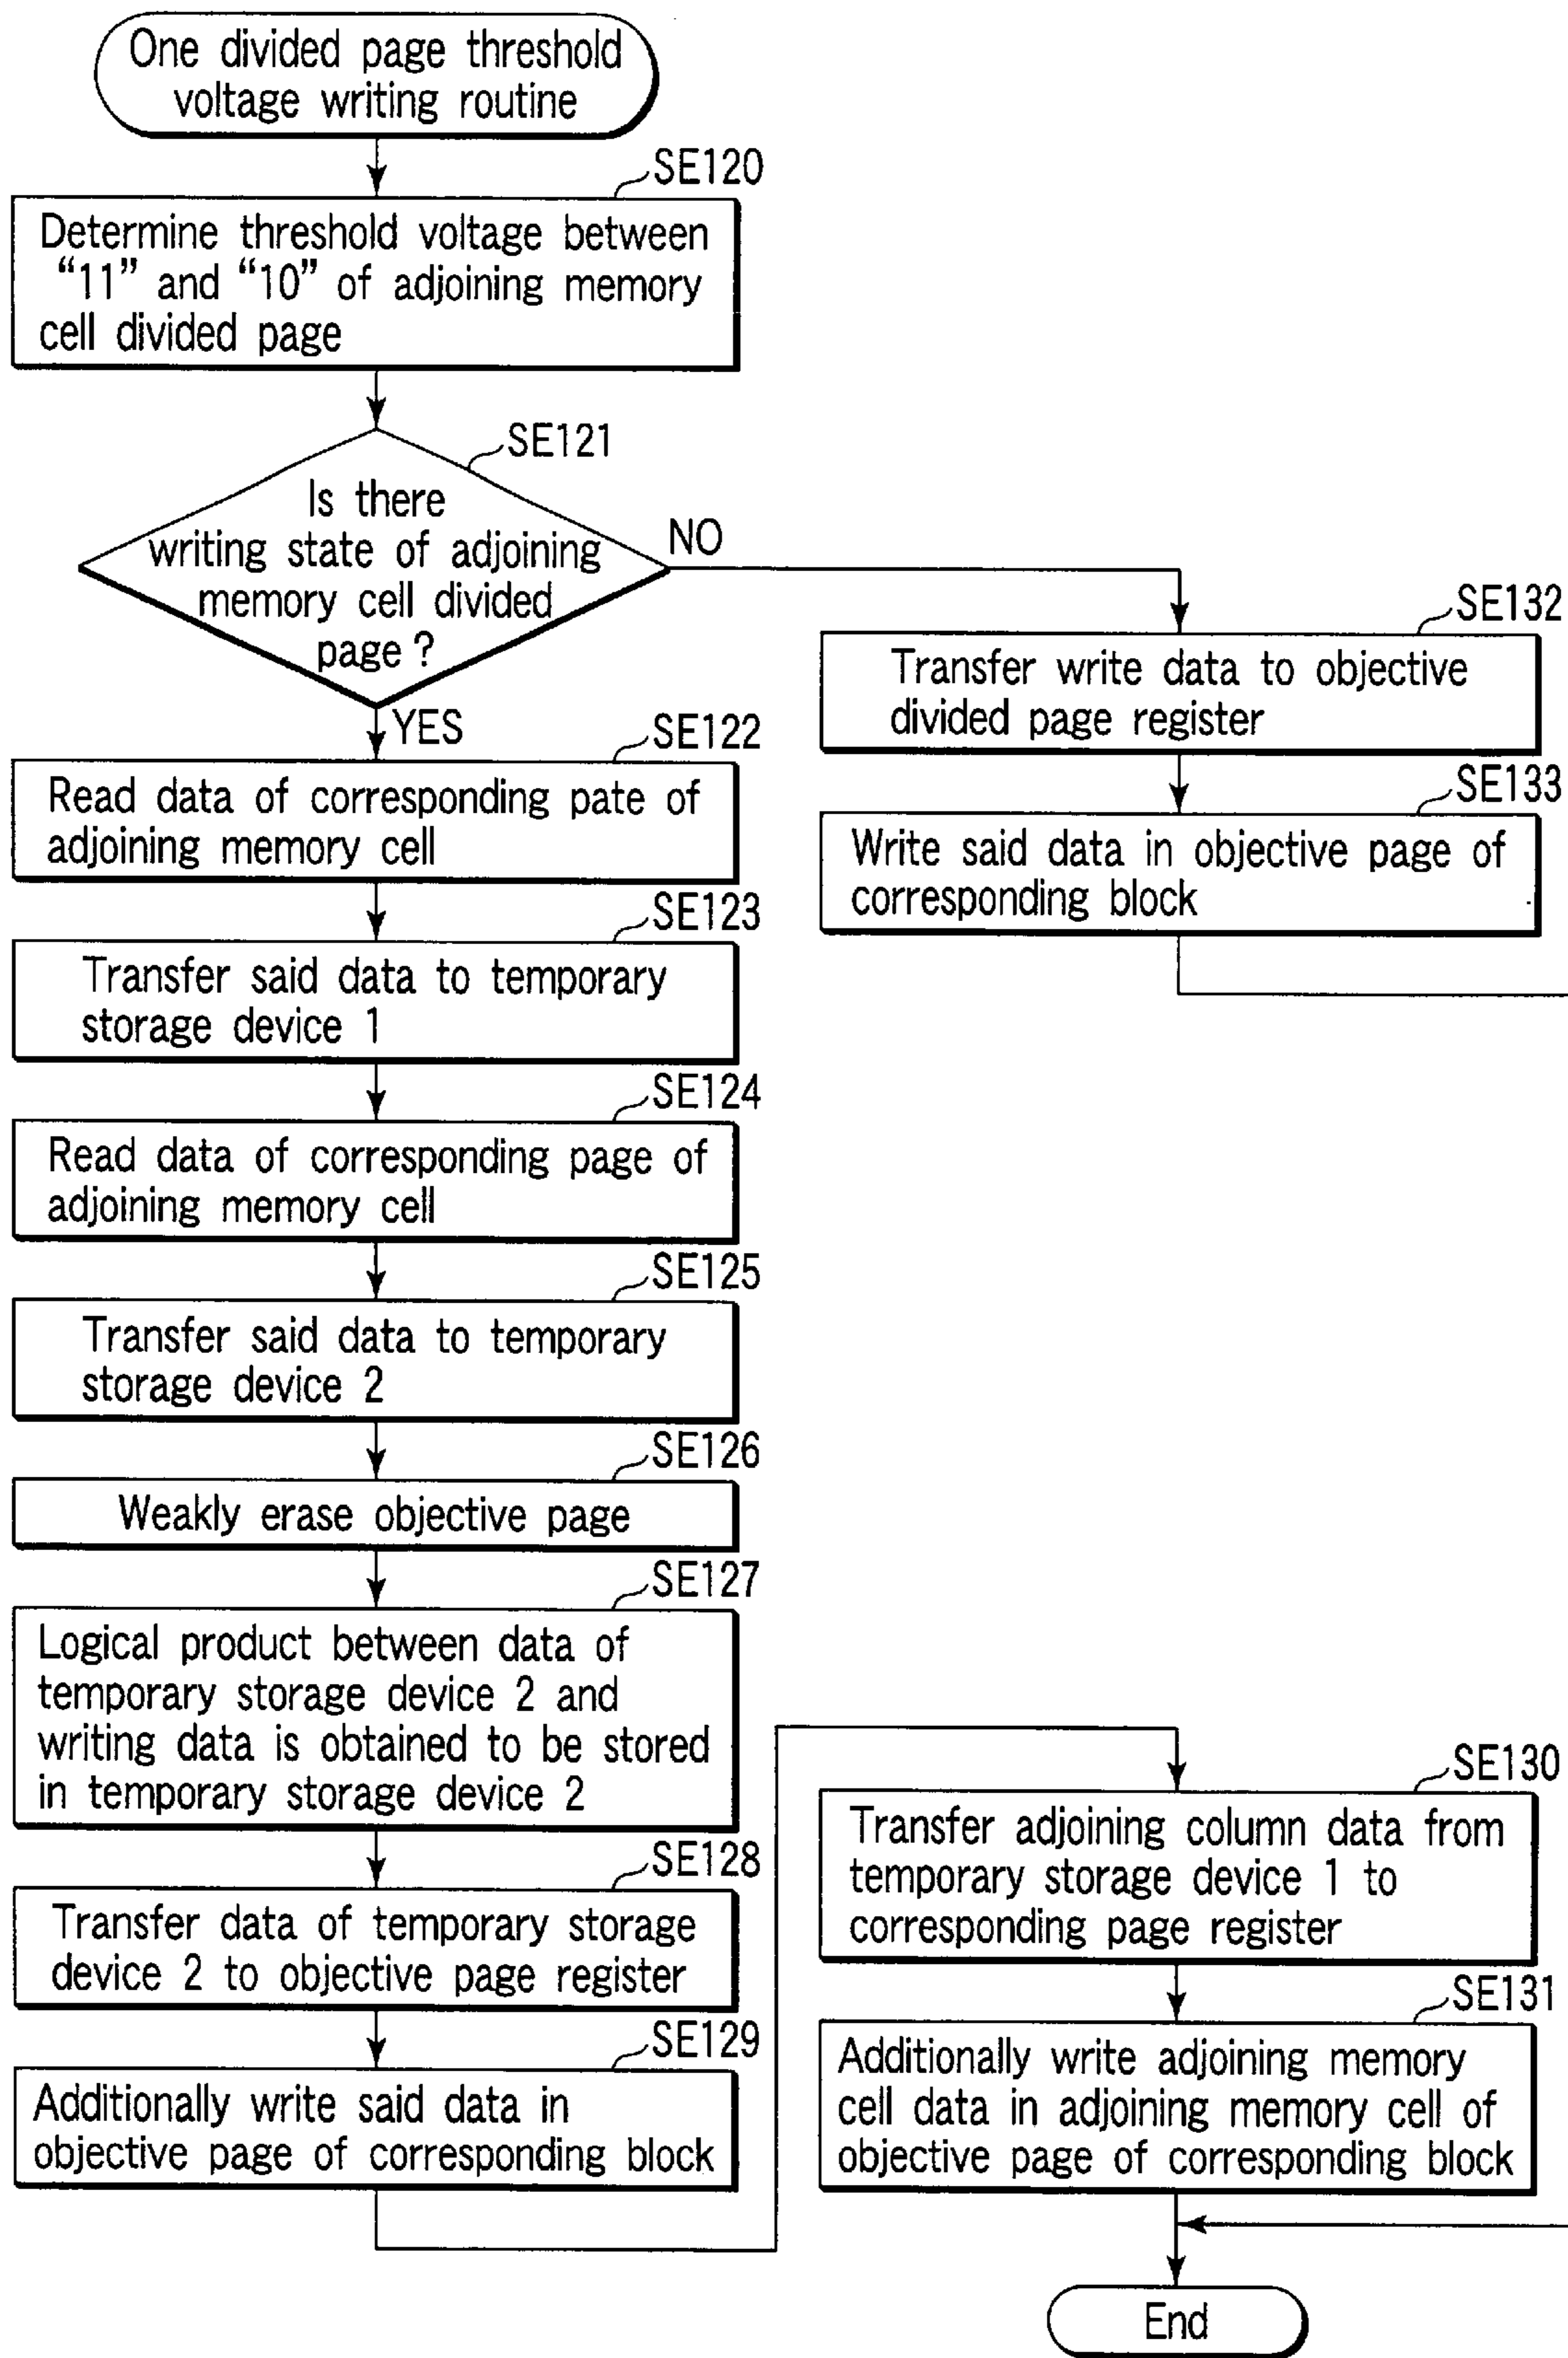 One divided page threshold
voltage writing routine
SE120
Determine threshold voltage between
“11” and “10” of adjoining memory
cell divided page
SE121
Is there
writing state of adjoining
memory cell divided
page ?
NO
YES
SE122
Read data of corresponding pate of
adjoining memory cell
SE123
Transfer said data to temporary
storage device 1
SE124
Read data of corresponding page of
adjoining memory cell
SE125
Transfer said data to temporary
storage device 2
SE126
Weakly erase objective page
SE127
Logical product between data of
temporary storage device 2 and
writing data is obtained to be stored
in temporary storage device 2
SE128
Transfer data of temporary storage
device 2 to objective page register
SE129
Additionally write said data in
objective page of corresponding block
SE132
Transfer write data to objective
divided page register
SE133
Write said data in objective page of
corresponding block
SE130
Transfer adjoining column data from
temporary storage device 1 to
corresponding page register
SE131
Additionally write adjoining memory
cell data in adjoining memory cell of
objective page of corresponding block
End